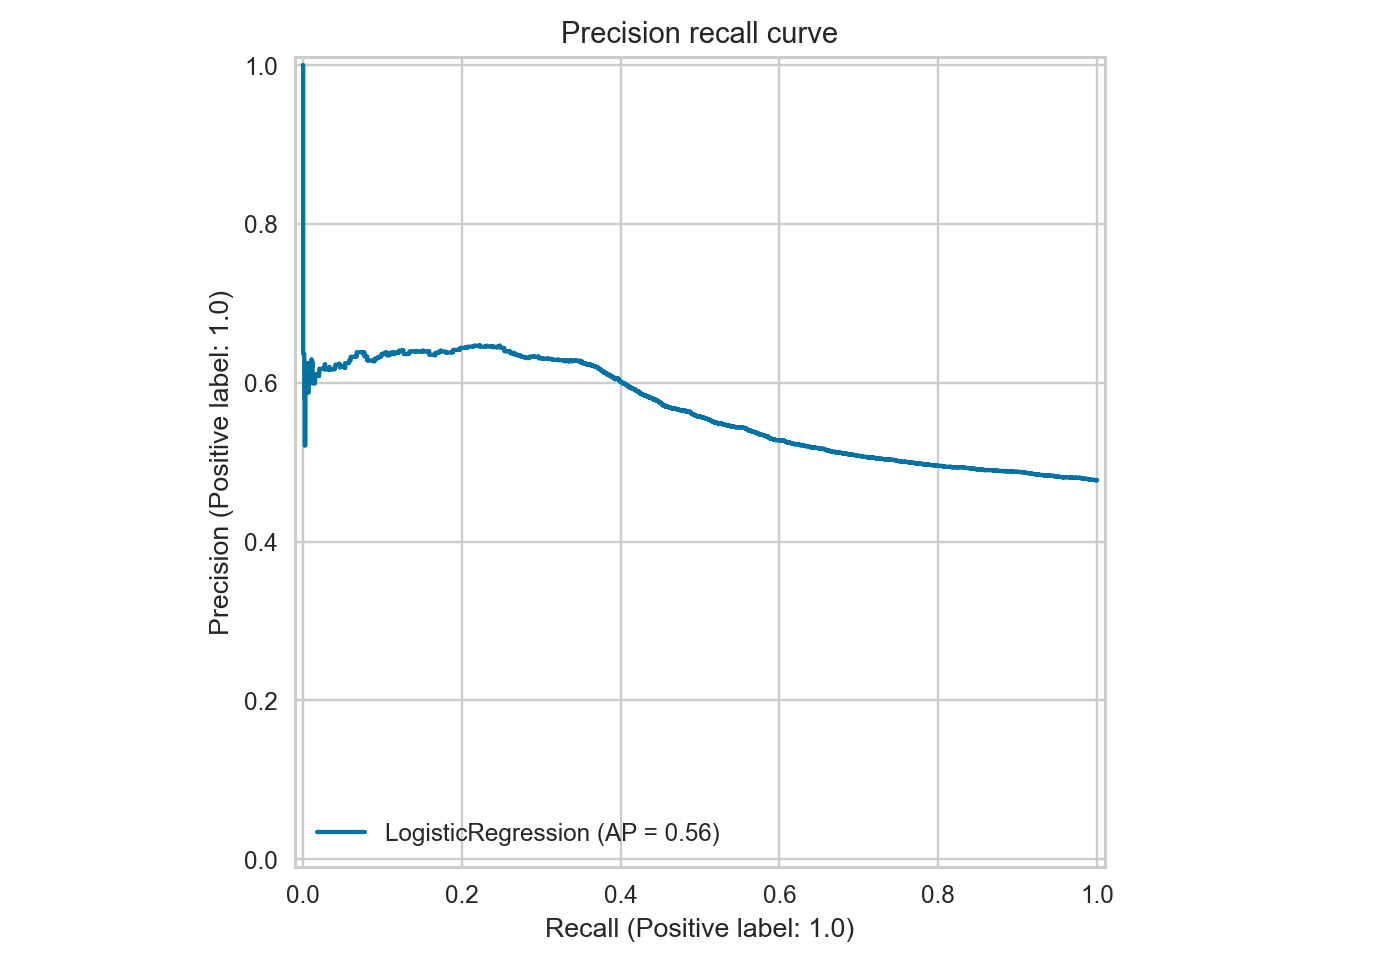 Precision recall curve
1.0
0.8
0.6
0.4
0.2
0.0
Precision (Positive label: 1.0)
LogisticRegression (AP = 0.56)
0.0 0.2 0.4 0.6 0.8 1.0
Recall (Positive label: 1.0)